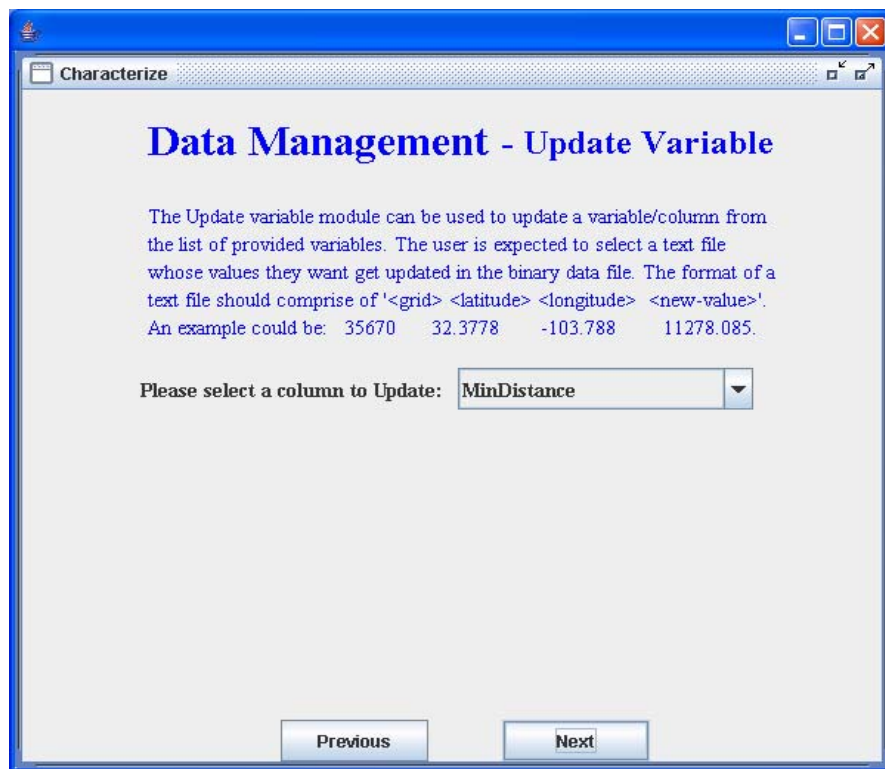 Characterize
Data Management - Update Variable
The Update variable module can be used to update a variable/column from
the list of provided variables. The user is expected to select a text file
whose values they want get updated in the binary data file. The format of a
text file should comprise of '<grid> <latitude> <longitude> <new-value>'.
An example could be: 35670 32.3778 -103.788 11278.085.
Please select a column to Update: MinDistance
Previous Next